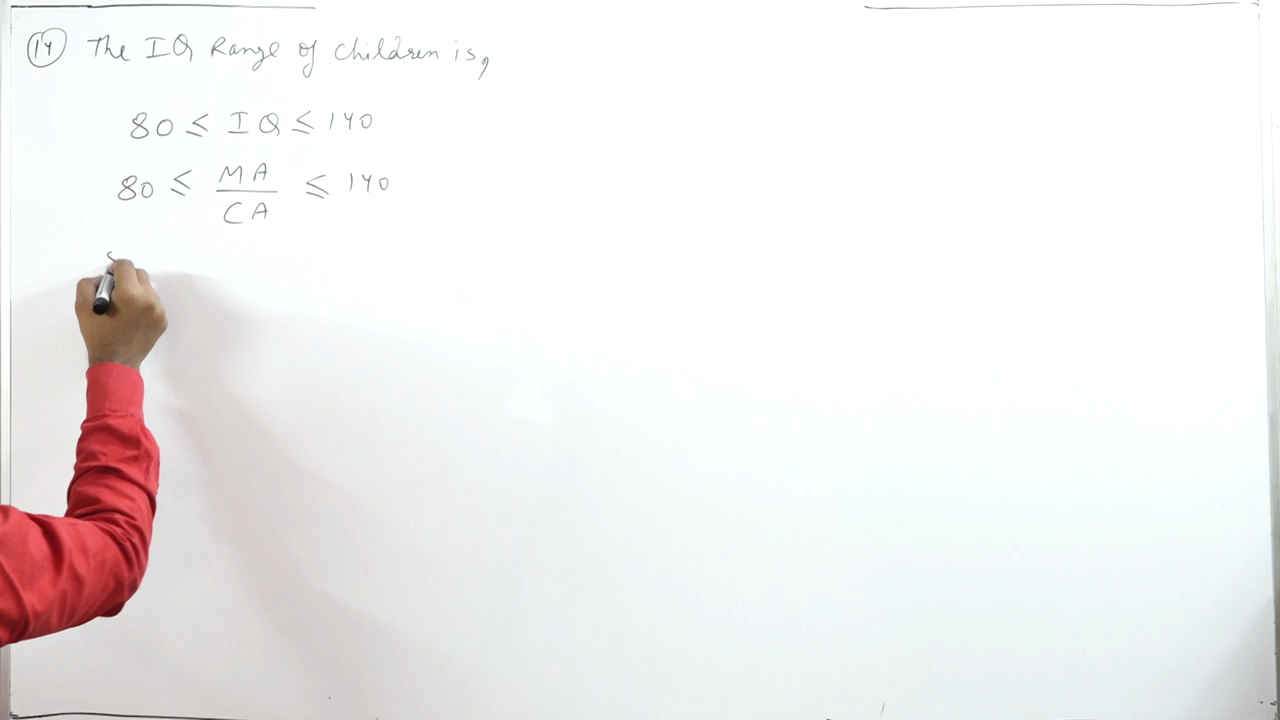 (14) The IQ Range of children is,
80 ≤ IQ ≤ 140
80 ≤ MA/CA ≤ 140